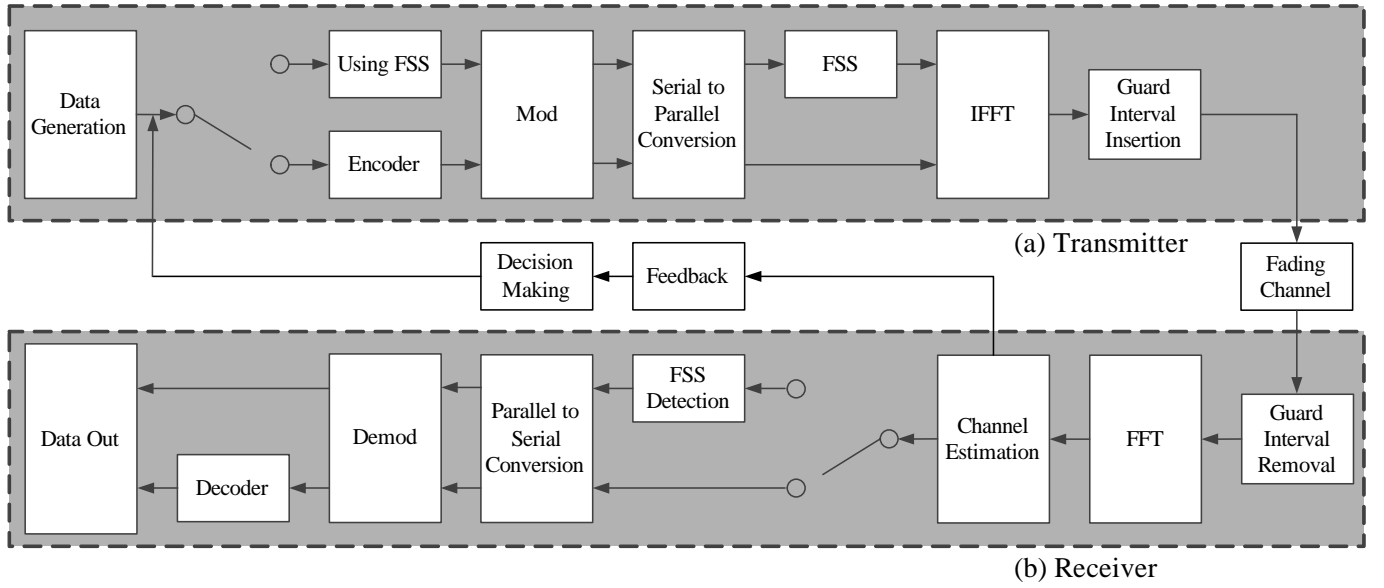 Data
Generation
Using FSS
Encoder
Mod
Serial to
Parallel
Conversion
FSS
IFFT
Guard
Interval
Insertion
(a) Transmitter
Decision
Making
Feedback
Fading
Channel
Data Out
Decoder
Demod
Parallel to
Serial
Conversion
FSS
Detection
Channel
Estimation
FFT
Guard
Interval
Removal
(b) Receiver